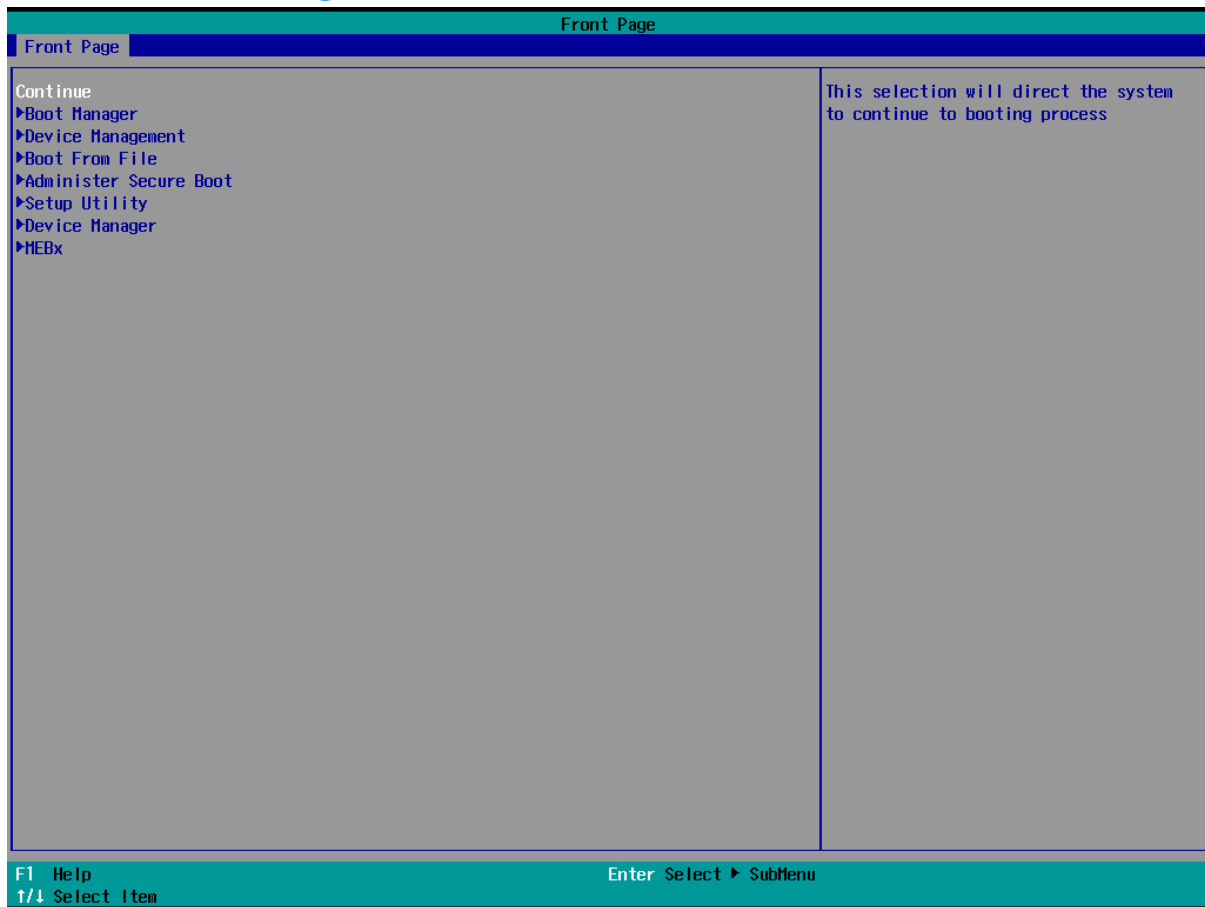 Front Page
Front Page
Continue
▶Boot Manager
▶Device Management
▶Boot From File
▶Administer Secure Boot
▶Setup Utility
▶Device Manager
▶MEBx
This selection will direct the system
to continue to booting process
F1 Help
Enter Select ▶ SubMenu
↑/↓ Select Item